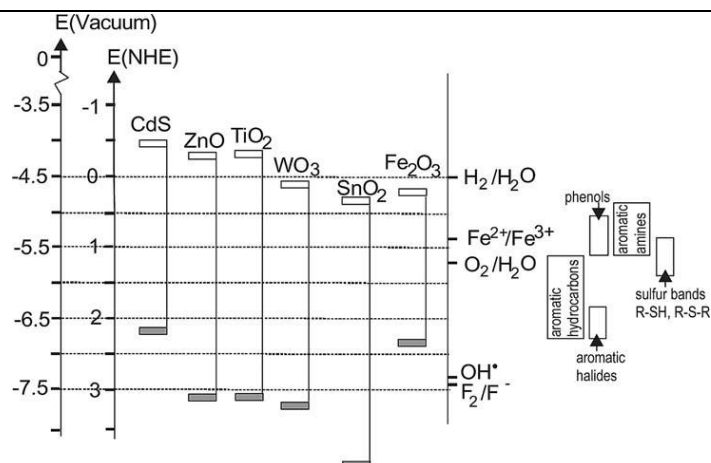 E(Vacuum)
E(NHE)
0
-3.5
-4.5
-5.5
-6.5
-7.5
-1
0
1
2
3
CdS
ZnO
TiO2
WO3
SnO2
Fe2O3
H2/H2O
Fe2+/Fe3+
O2/H2O
OH•
F2/F-
phenols
aromatic
amines
aromatic
hydrocarbons
sulfur bands
R-SH, R-S-R
aromatic
halides